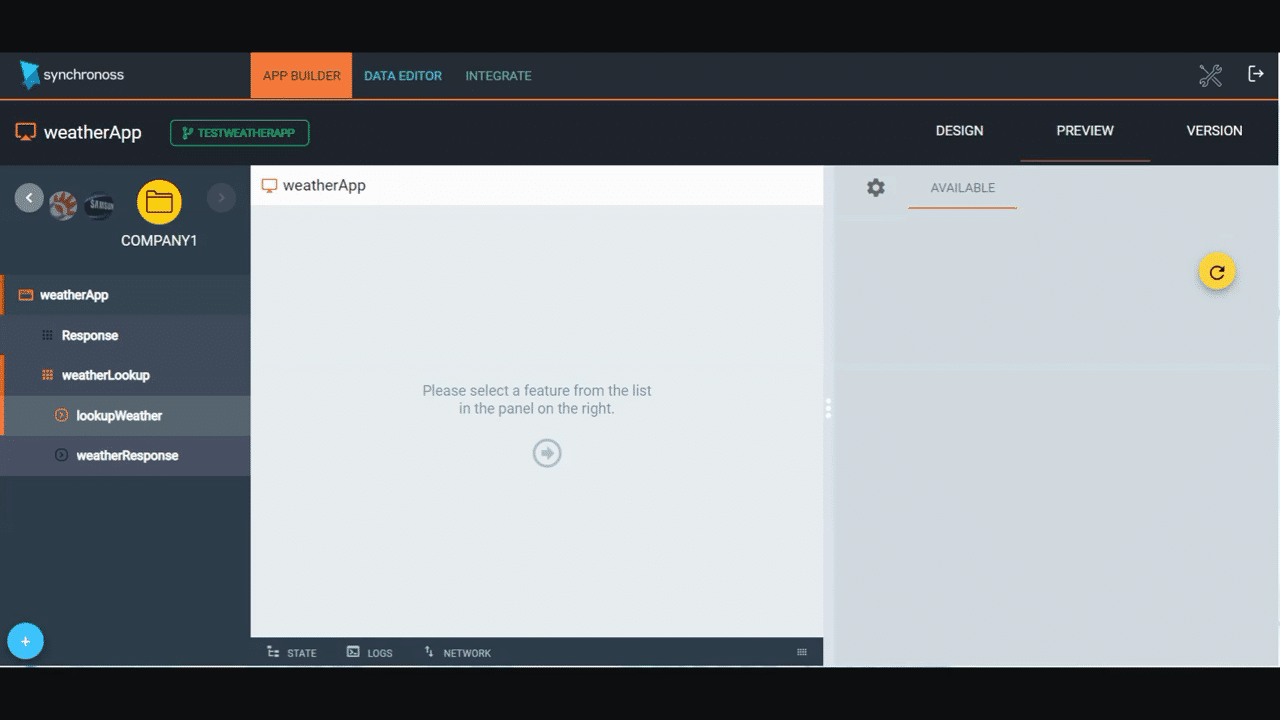 synchronoss
APP BUILDER
DATA EDITOR
INTEGRATE
weatherApp
TESTWEATHERAPP
DESIGN
PREVIEW
VERSION
SAMSUNG
COMPANY1
weatherApp
Response
weatherLookup
lookupWeather
weatherResponse
weatherApp
Please select a feature from the list
in the panel on the right.
STATE
LOGS
NETWORK
AVAILABLE